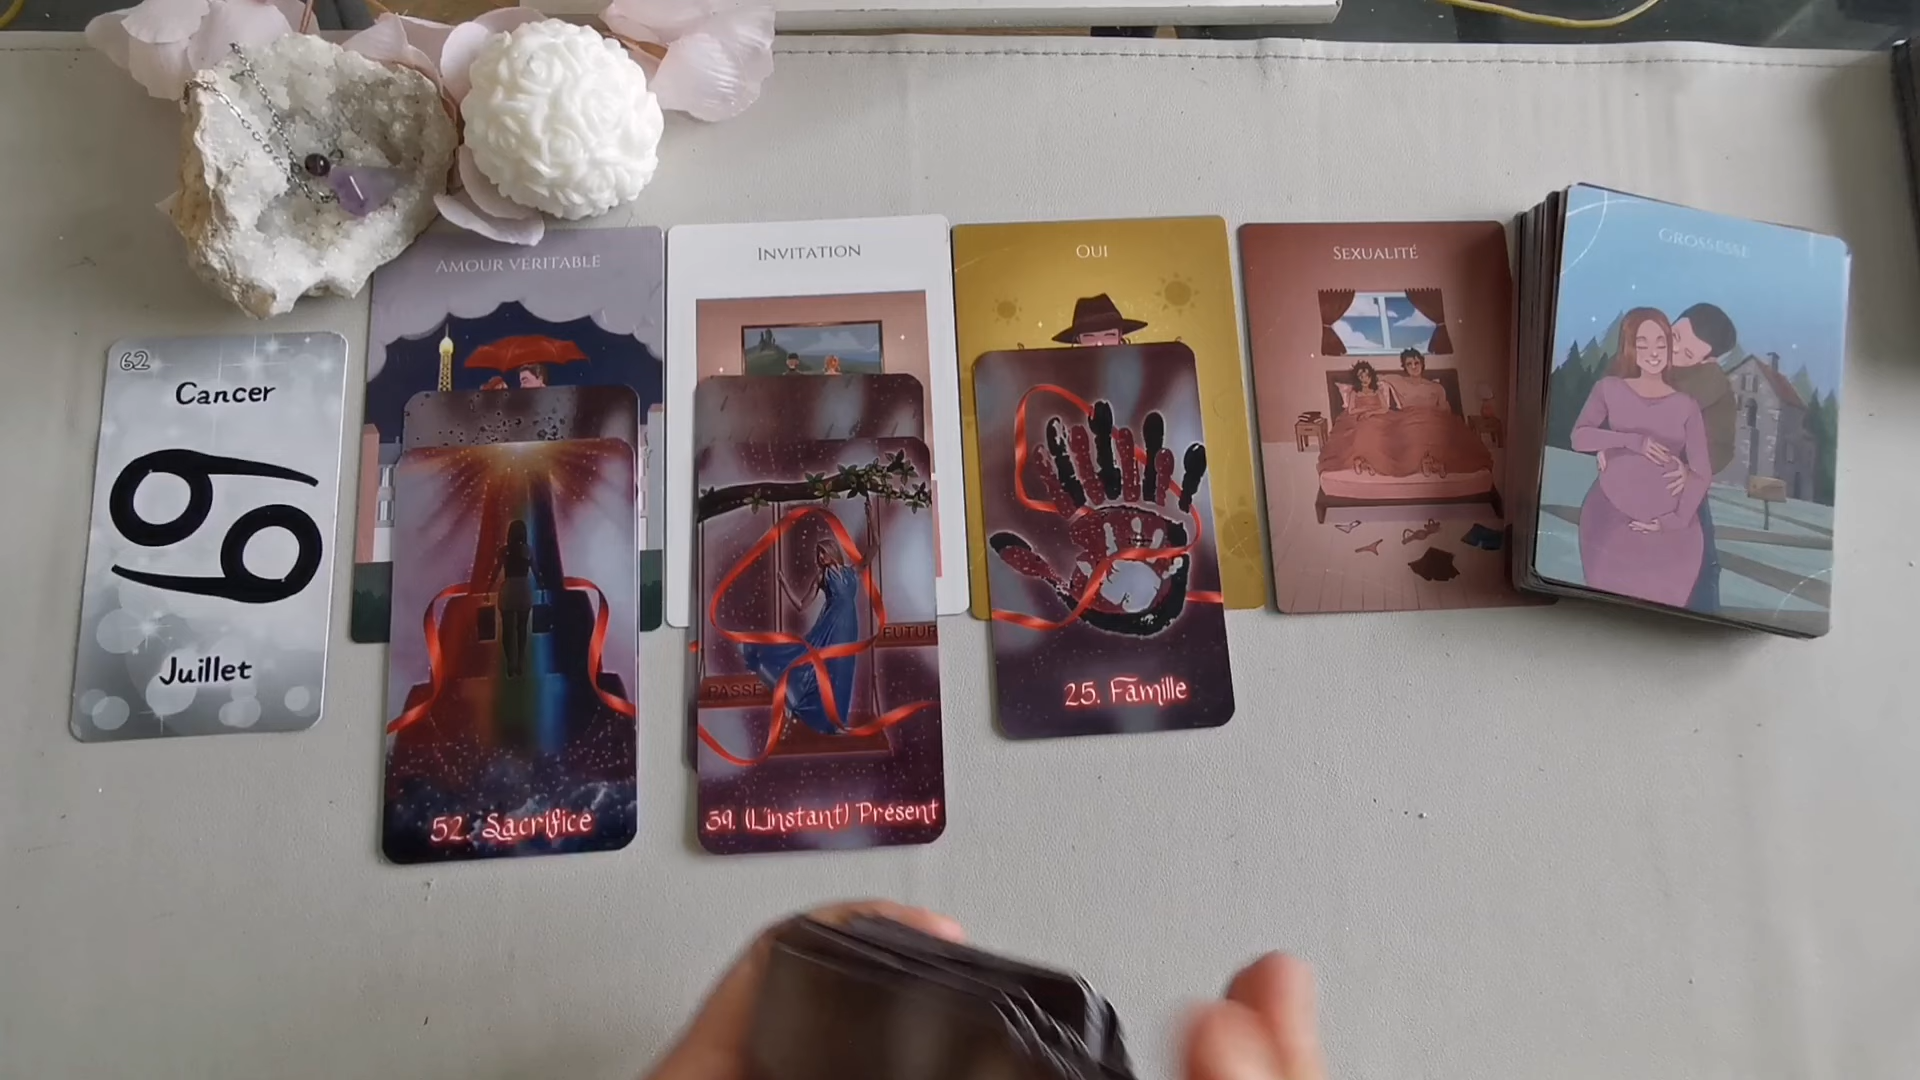 62
Cancer
Juillet
AMOUR VÉRITABLE
INVITATION
OUI
SEXUALITÉ
GROSSESSE
52. Sacrifice
PASSÉ
FUTUR
39. (L'instant) Présent
25. Famille